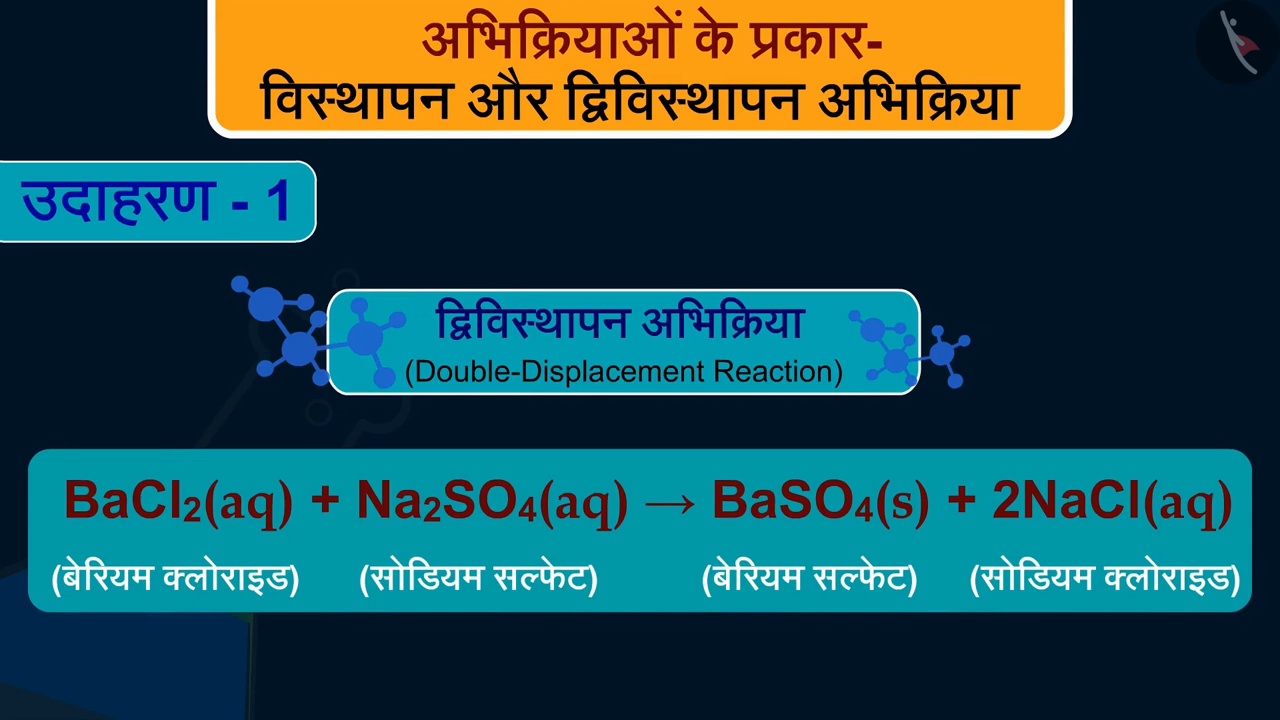 अभिक्रियाओं के प्रकार-
विस्थापन और द्विविस्थापन अभिक्रिया
उदाहरण - 1
द्विविस्थापन अभिक्रिया
(Double-Displacement Reaction)
BaCl₂(aq) + Na₂SO₄(aq) → BaSO₄(s) + 2NaCl(aq)
(बेरियम क्लोराइड) (सोडियम सल्फेट) (बेरियम सल्फेट) (सोडियम क्लोराइड)